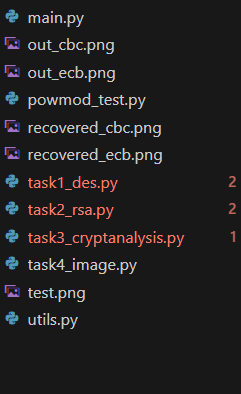 main.py
out_cbc.png
out_ecb.png
powmod_test.py
recovered_cbc.png
recovered_ecb.png
task1_des.py 2
task2_rsa.py 2
task3_cryptanalysis.py 1
task4_image.py
test.png
utils.py